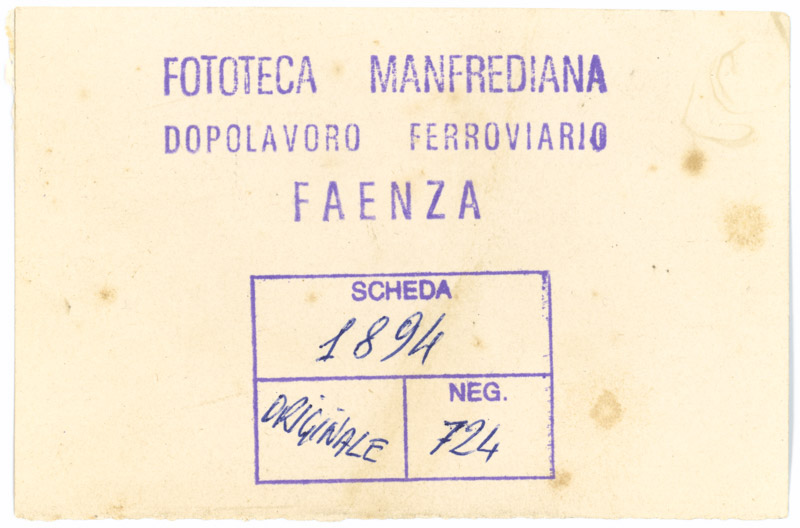 FOTOTECA MANFREDIANA
DOPOLAVORO FERROVIARIO
FAENZA
SCHEDA
1894
ORIGINALE
NEG.
724